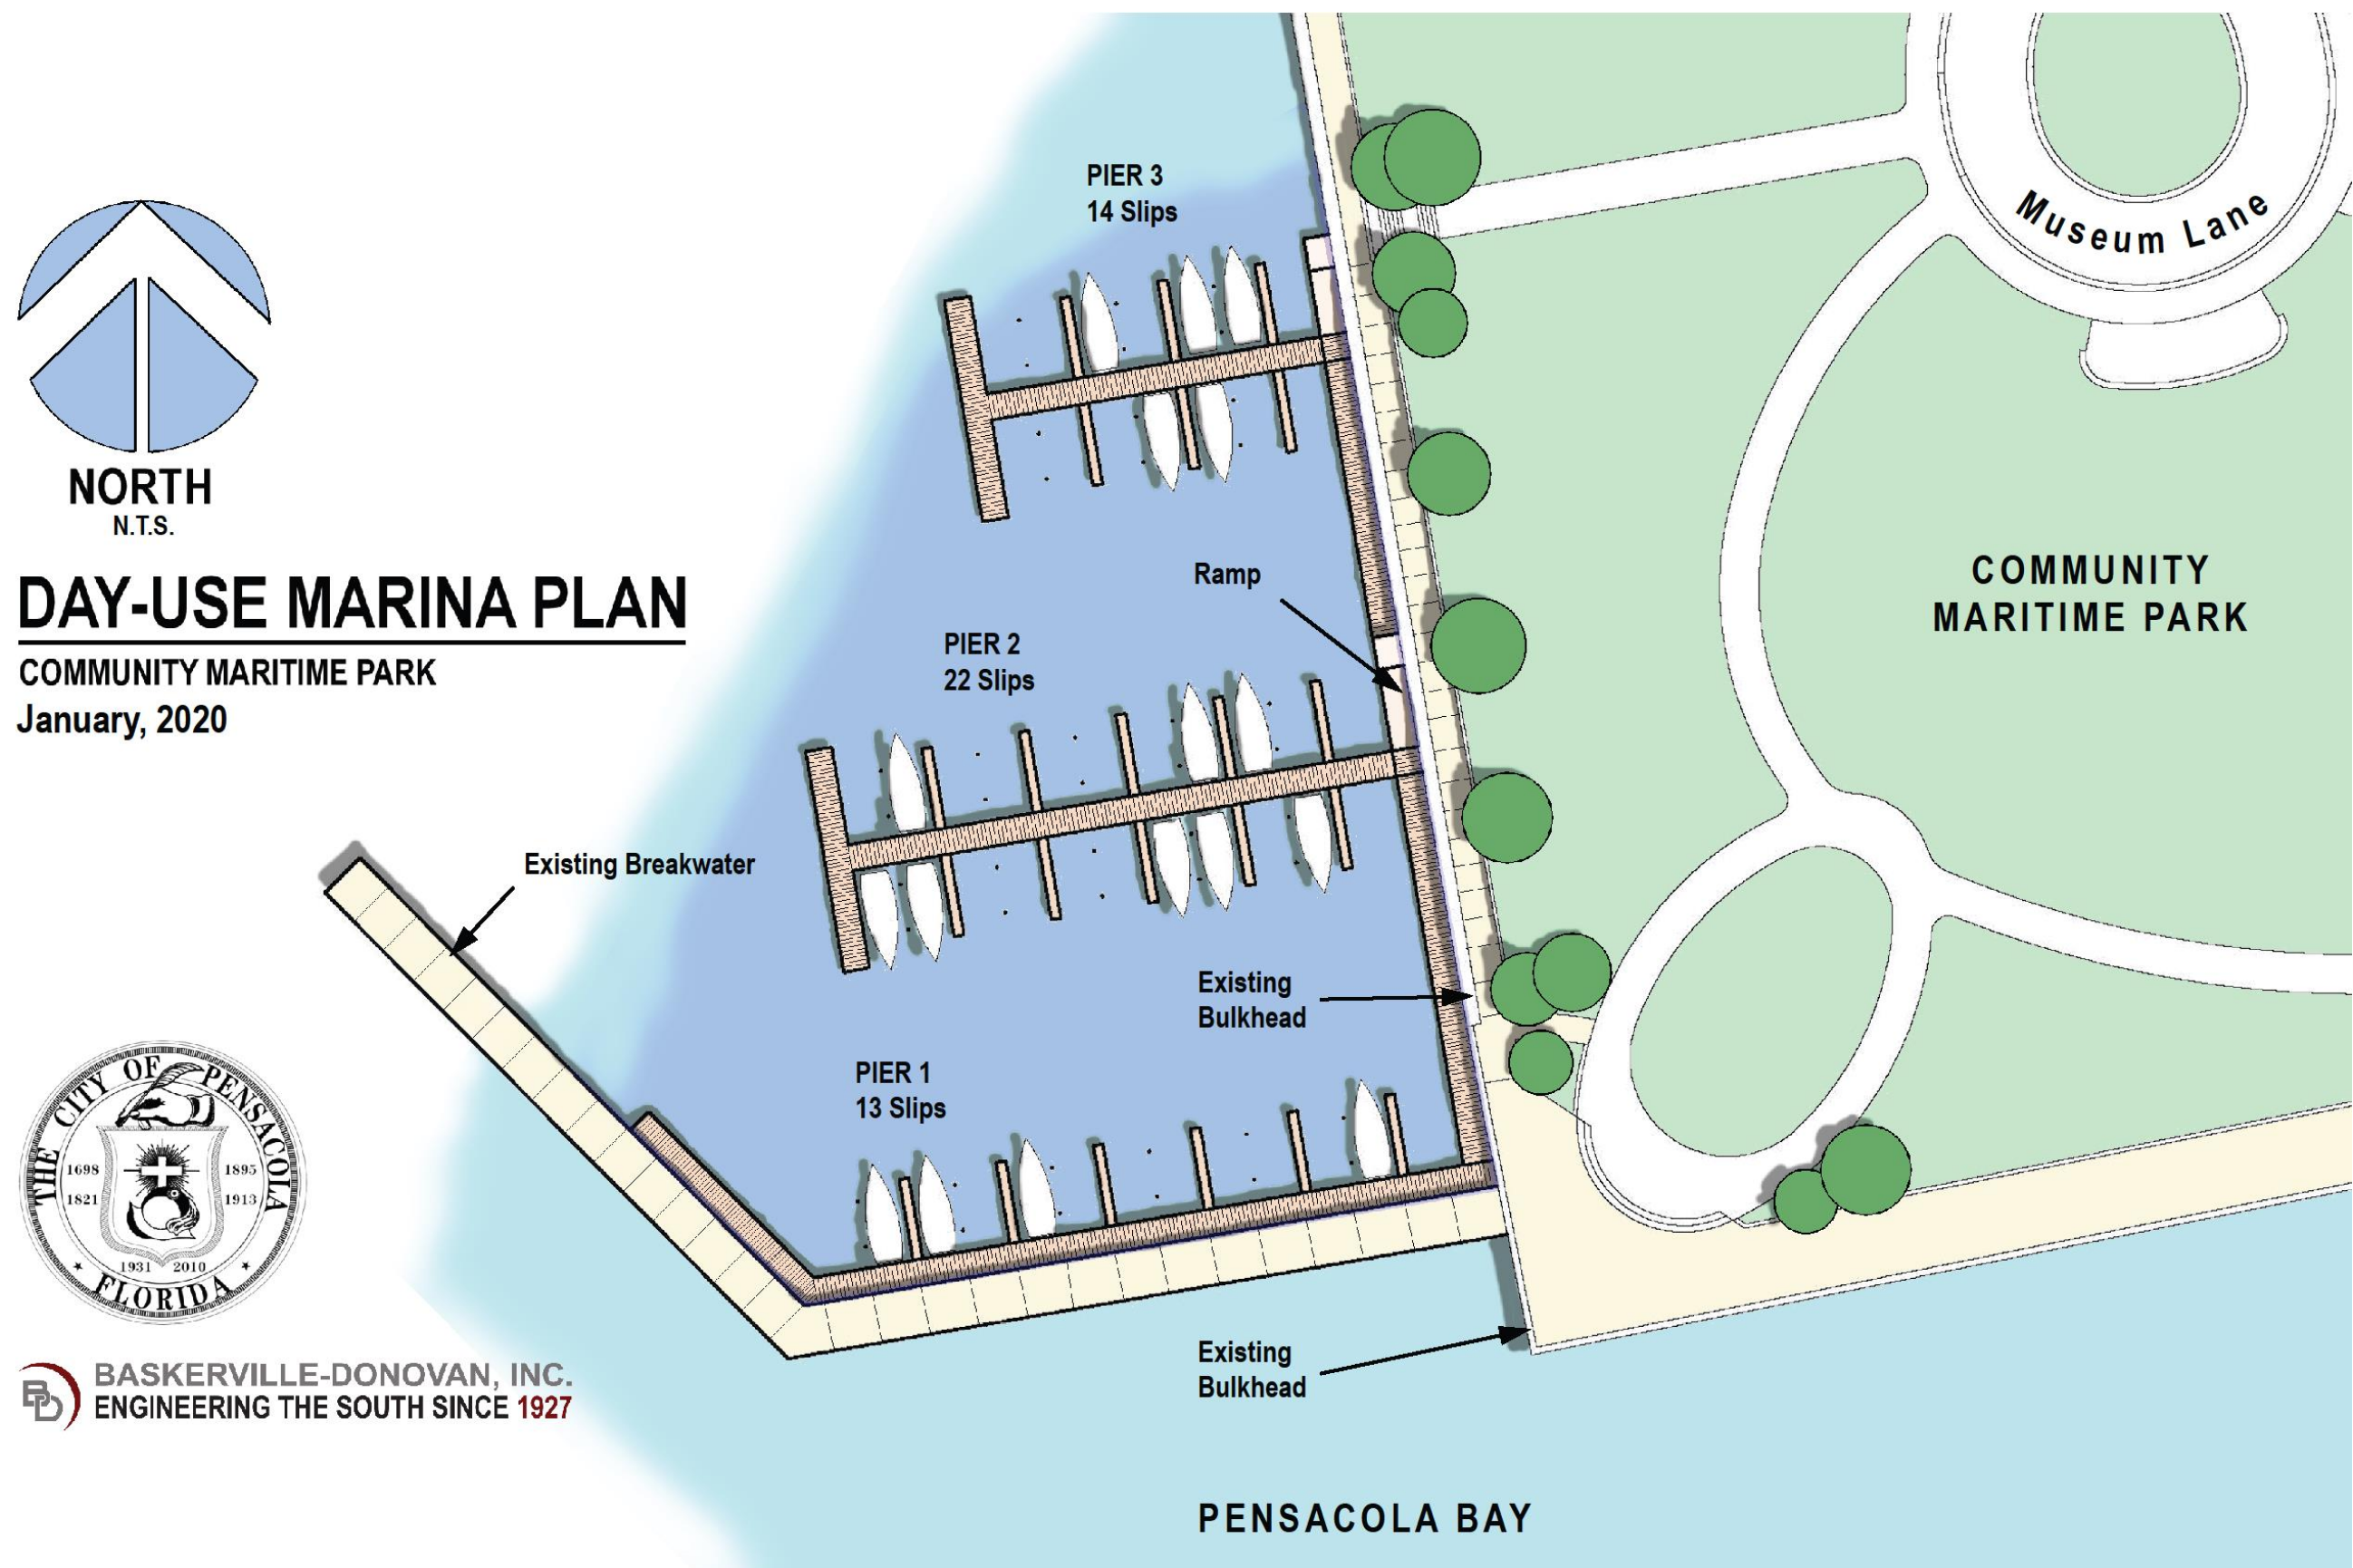 PIER 3
14 Slips
Museum Lane
NORTH
N.T.S.
DAY-USE MARINA PLAN
COMMUNITY MARITIME PARK
January, 2020
Ramp
COMMUNITY
MARITIME PARK
PIER 2
22 Slips
Existing Breakwater
Existing
Bulkhead
PIER 1
13 Slips
THE CITY OF PENSACOLA
1698
1895
1821
1913
1931
2010
FLORIDA
BD
BASKERVILLE-DONOVAN, INC.
ENGINEERING THE SOUTH SINCE 1927
Existing
Bulkhead
PENSACOLA BAY